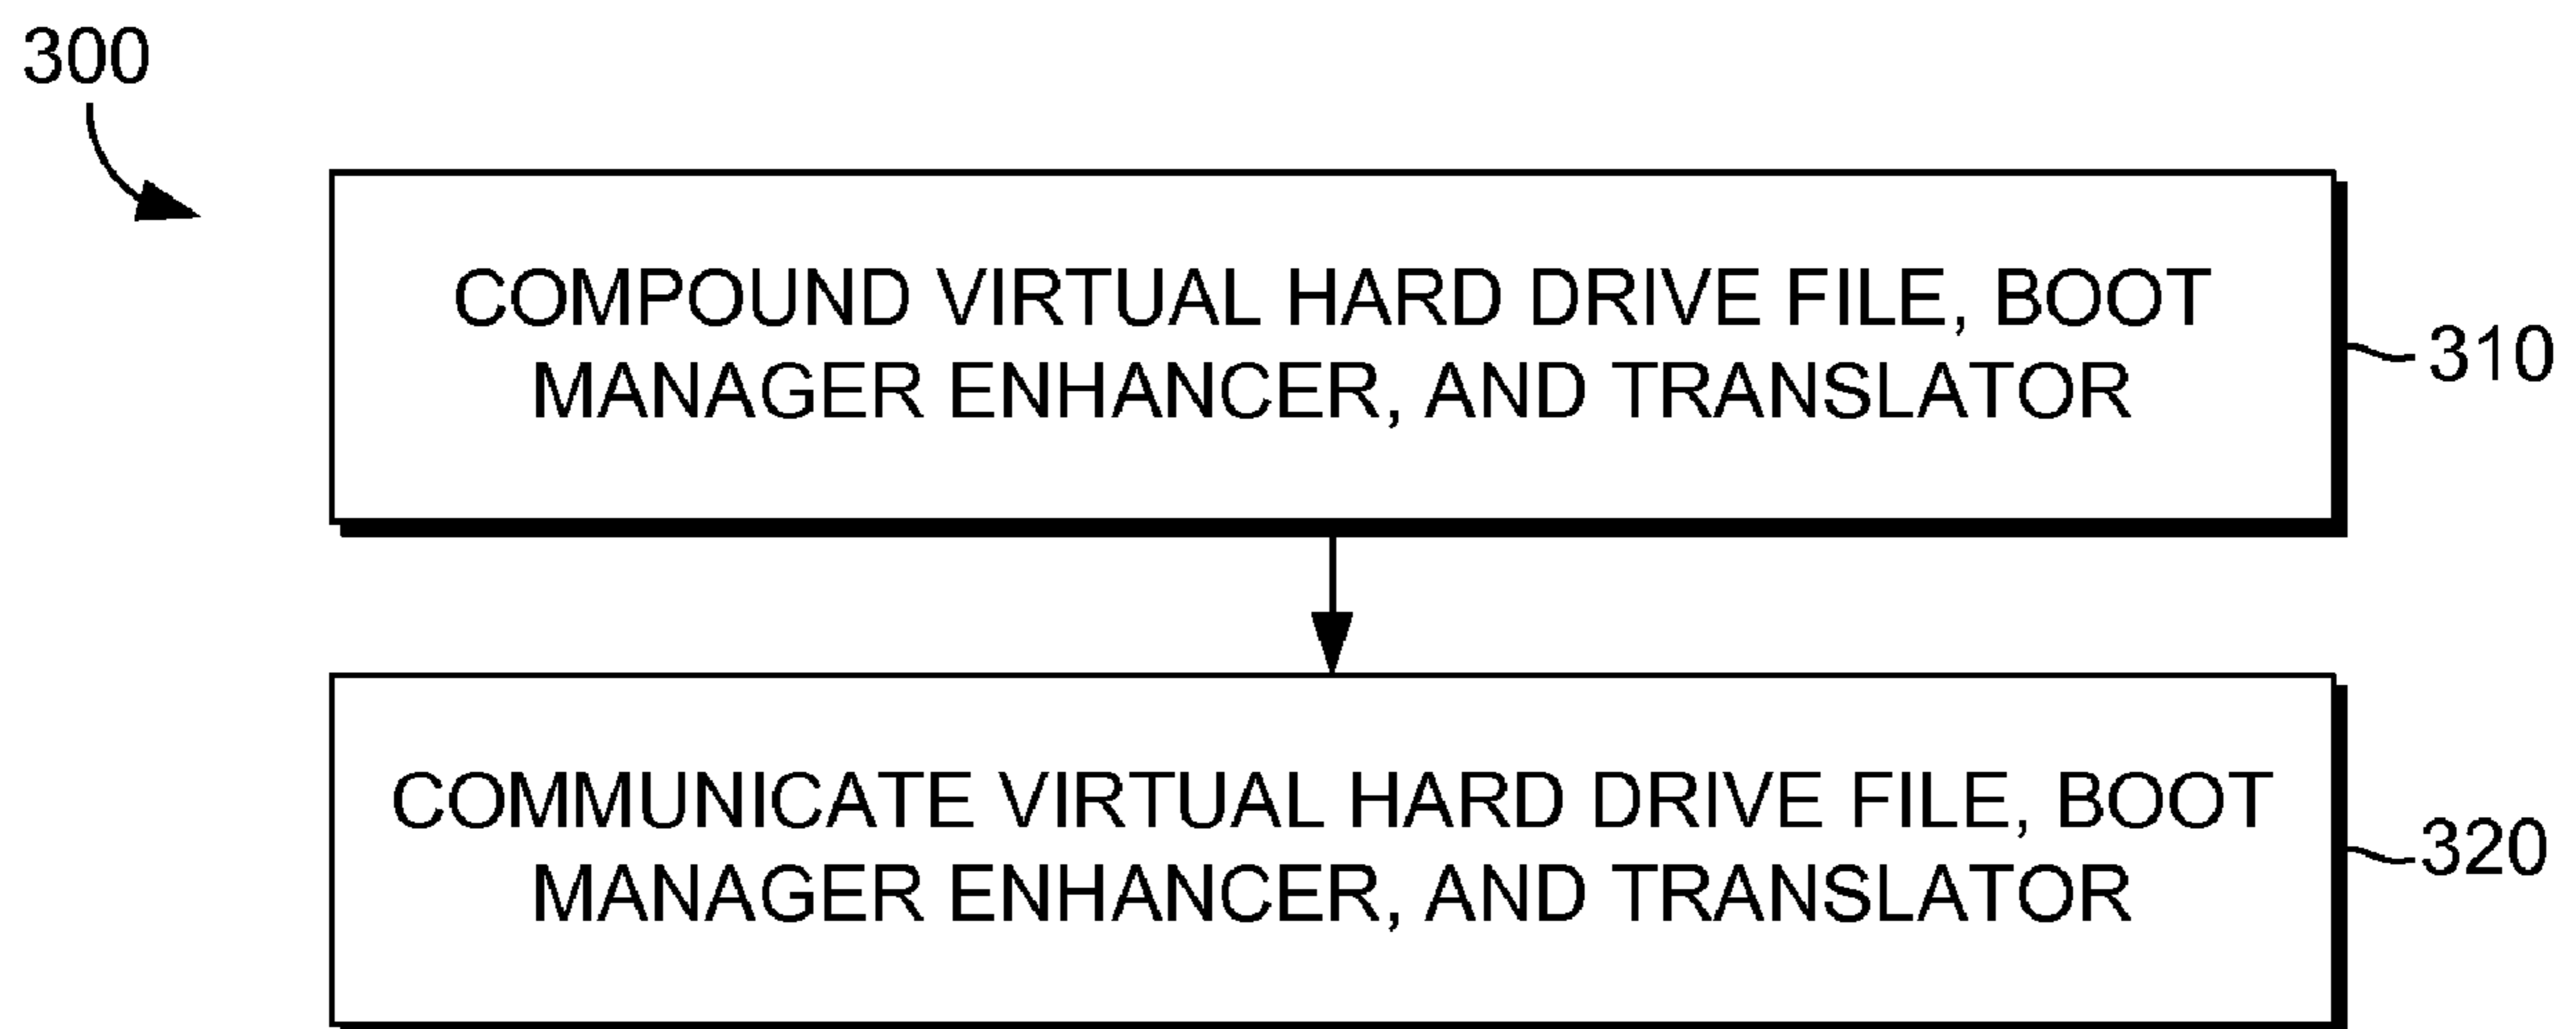 300
COMPOUND VIRTUAL HARD DRIVE FILE, BOOT
MANAGER ENHANCER, AND TRANSLATOR
310
COMMUNICATE VIRTUAL HARD DRIVE FILE, BOOT
MANAGER ENHANCER, AND TRANSLATOR
320